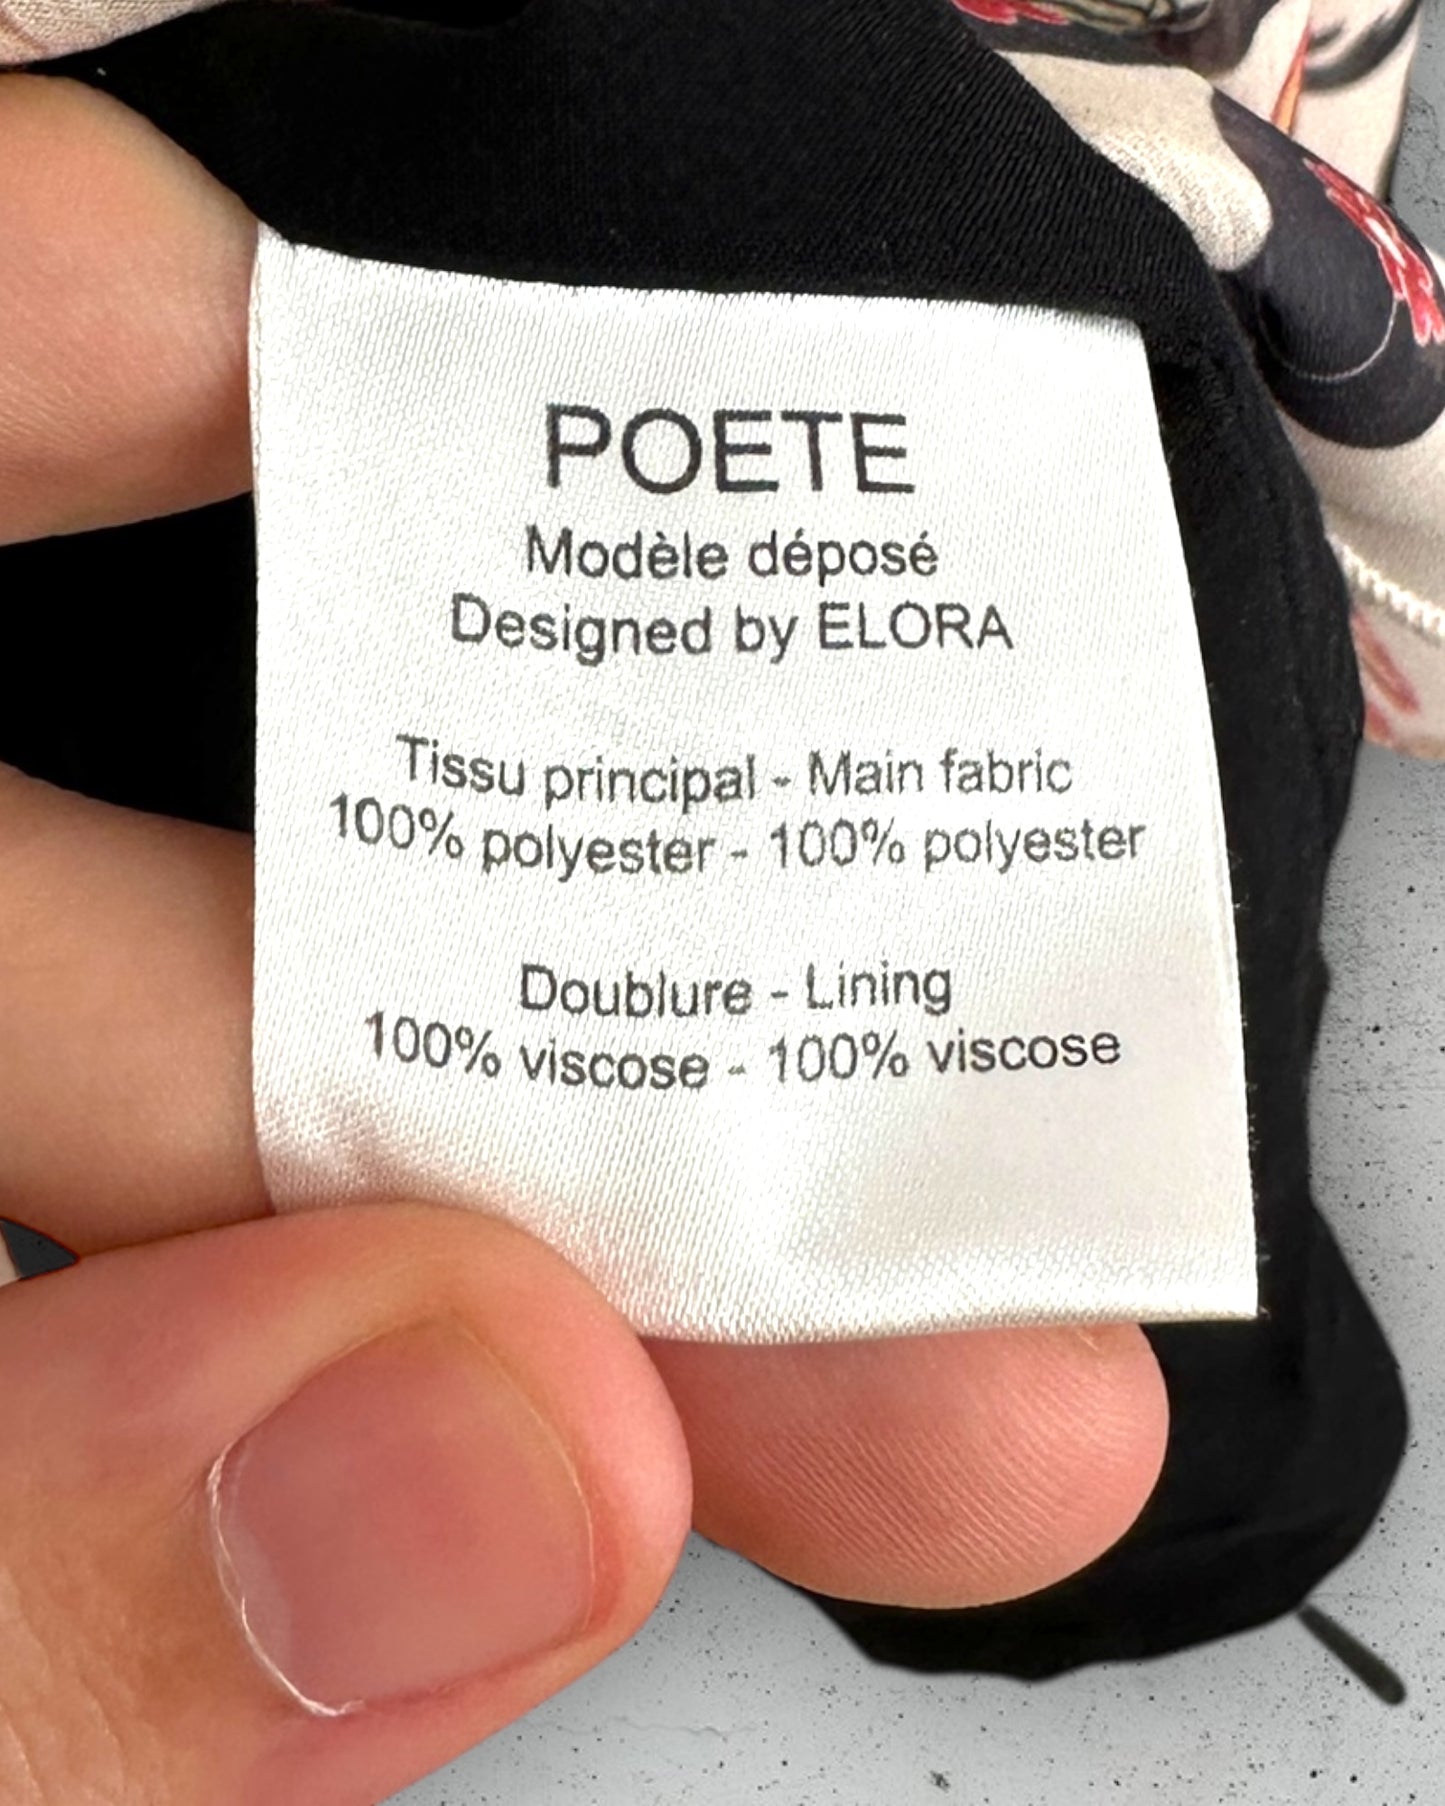 POETE
Modèle déposé
Designed by ELORA
Tissu principal - Main fabric
100% polyester - 100% polyester
Doublure - Lining
100% viscose - 100% viscose